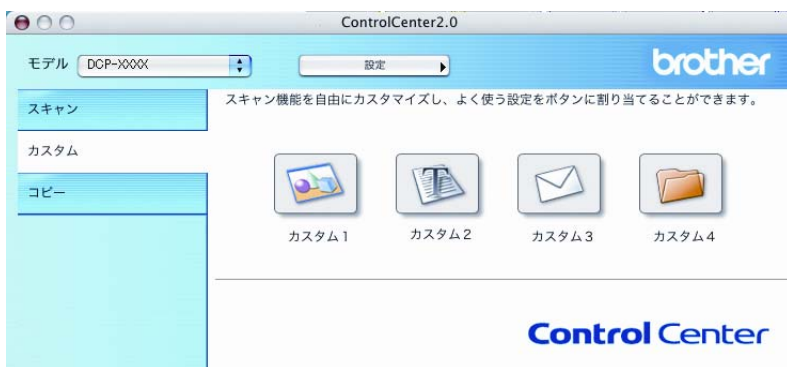 ControlCenter2.0
モデル DCP-XXXX 設定 brother
スキャン
カスタム
コピー
スキャン機能を自由にカスタマイズし、よく使う設定をボタンに割り当てることができます。
カスタム1 カスタム2 カスタム3 カスタム4
Control Center